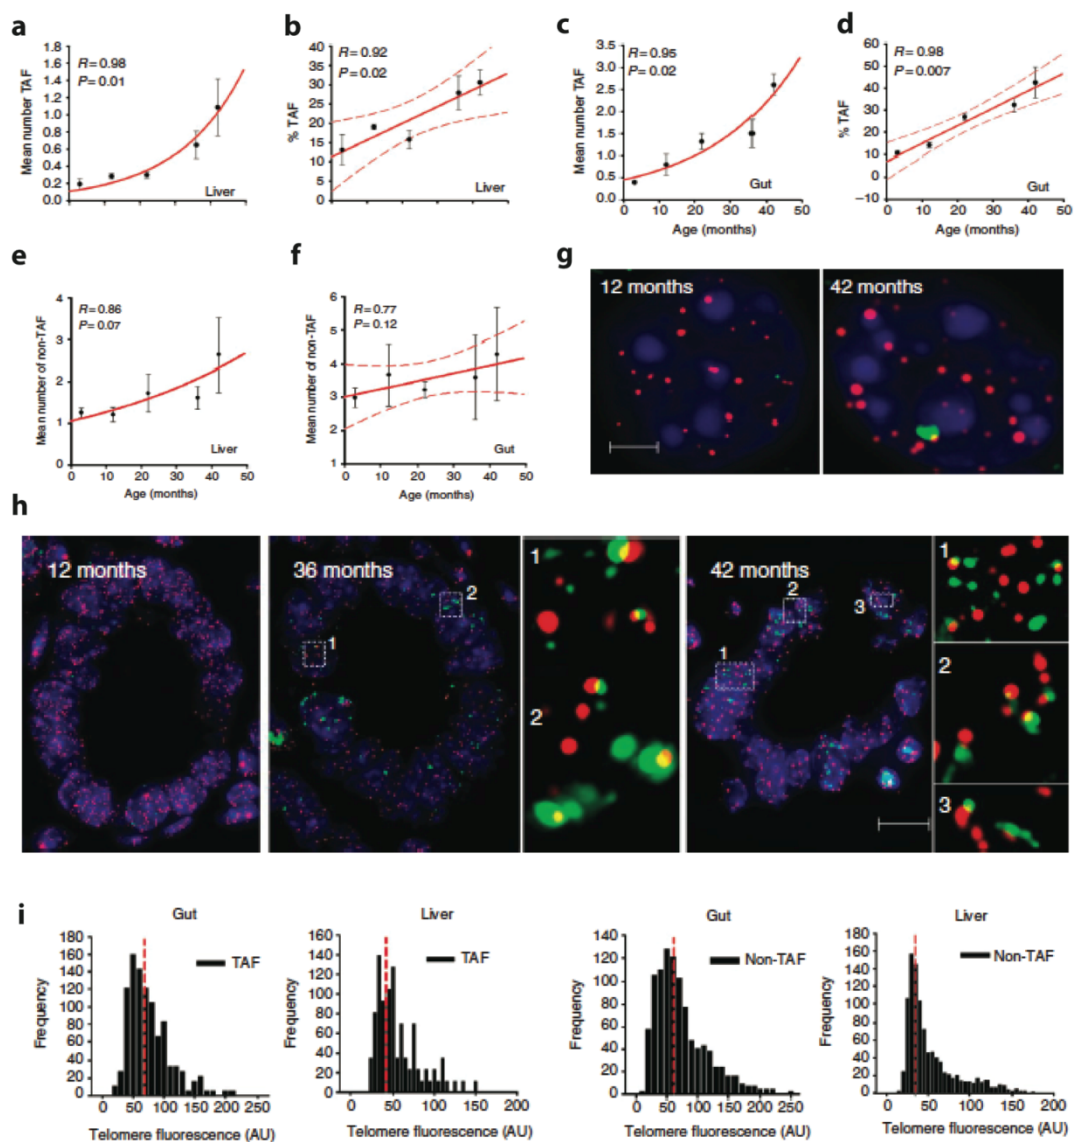 a
R = 0.98
P = 0.01
Mean number TAF
1.8
1.6
1.4
1.2
1.0
0.8
0.6
0.4
0.2
0.0
Liver
b
R = 0.92
P = 0.02
% TAF
40
35
30
25
20
15
10
5
0
Liver
c
R = 0.95
P = 0.02
Mean number TAF
3.5
3.0
2.5
2.0
1.5
1.0
0.5
0.0
Gut
0 10 20 30 40 50
Age (months)
d
R = 0.98
P = 0.007
% TAF
60
50
40
30
20
10
0
–10
Gut
0 10 20 30 40 50
Age (months)
e
R = 0.86
P = 0.07
Mean number of non-TAF
4
3
2
1
0
Liver
0 10 20 30 40 50
Age (months)
f
R = 0.77
P = 0.12
Mean number of non-TAF
6
5
4
3
2
1
Gut
0 10 20 30 40 50
Age (months)
g
12 months
42 months
h
12 months
36 months
2
1
1
2
42 months
2
3
1
1
2
3
i
Gut
TAF
Frequency
180
160
140
120
100
80
60
40
20
0
0 50 100 150 200 250
Telomere fluorescence (AU)
Liver
TAF
Frequency
160
140
120
100
80
60
40
20
0
0 50 100 150 200
Telomere fluorescence (AU)
Gut
Non-TAF
Frequency
140
120
100
80
60
40
20
0
0 50 100 150 200 250
Telomere fluorescence (AU)
Liver
Non-TAF
Frequency
180
160
140
120
100
80
60
40
20
0
0 50 100 150 200
Telomere fluorescence (AU)